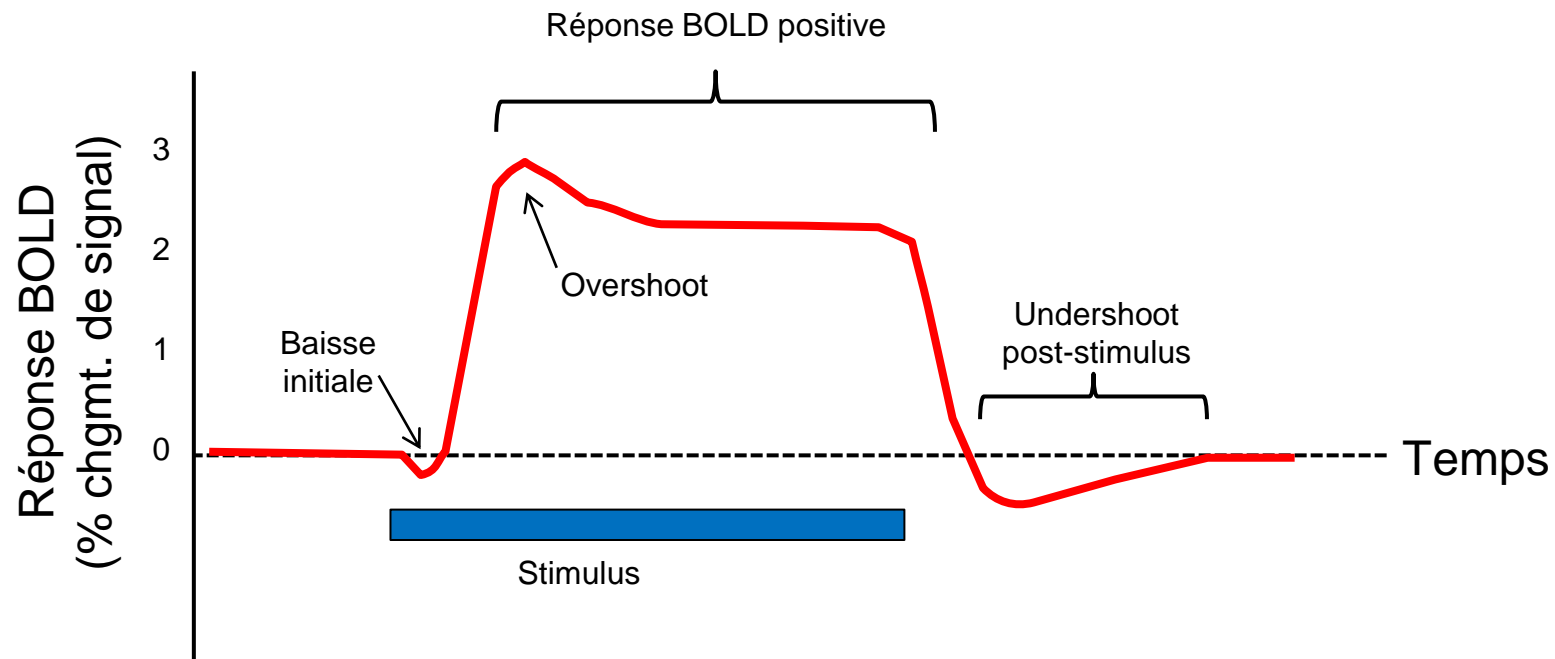 Réponse BOLD positive
Réponse BOLD
(% chgmt. de signal)
3
2
1
0
Overshoot
Baisse
initiale
Undershoot
post-stimulus
Temps
Stimulus